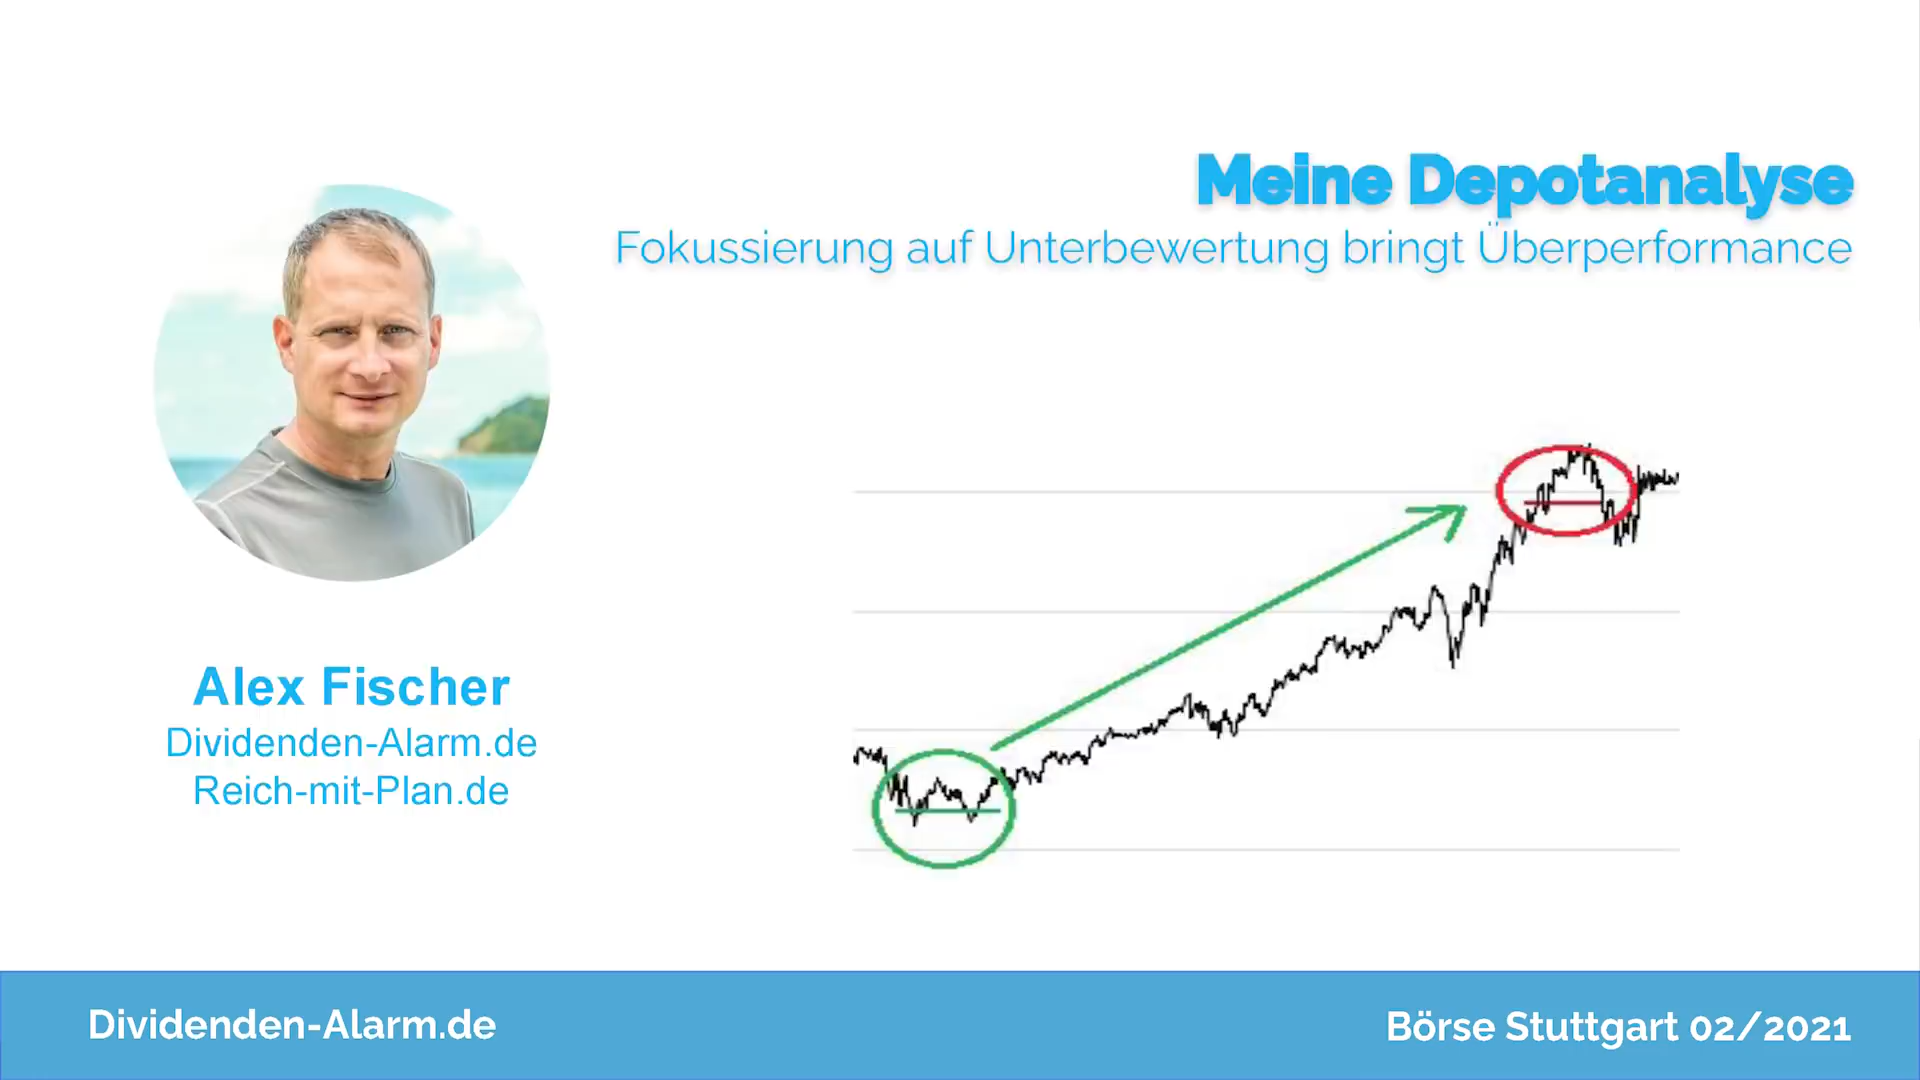 Meine Depotanalyse
Fokussierung auf Unterbewertung bringt Überperformance
Alex Fischer
Dividenden-Alarm.de
Reich-mit-Plan.de
Dividenden-Alarm.de
Börse Stuttgart 02/2021